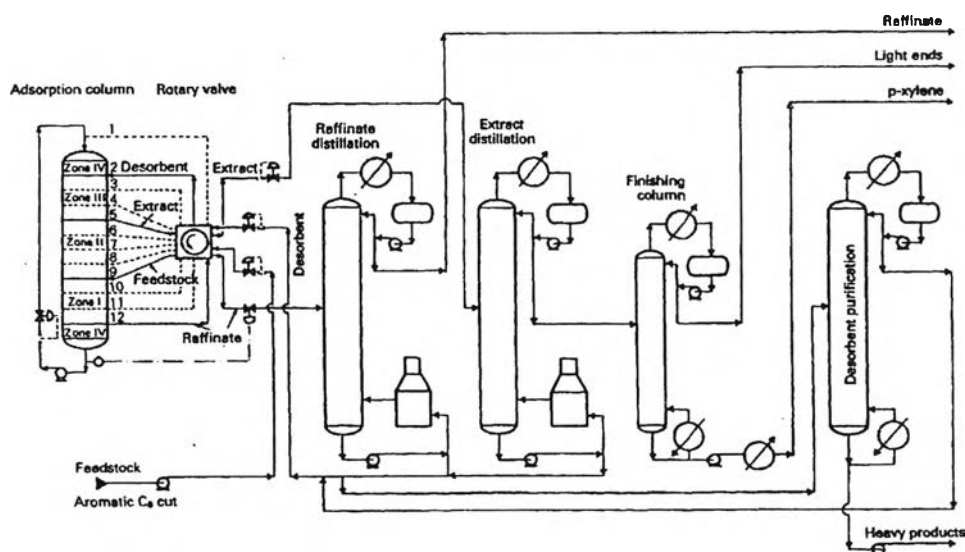 Raffinate
Light ends
p-xylene
Adsorption column
Rotary valve
Raffinate
distillation
Extract
distillation
Finishing
column
1
Zone IV
2
Desorbent
3
Zone III
4
5
Extract
6
Zone II
7
8
9
Feedstock
10
Zone I
11
12
Zone IV
Raffinate
Extract
Desorbent
Desorbent purification
Feedstock
Aromatic C₈ cut
Heavy products